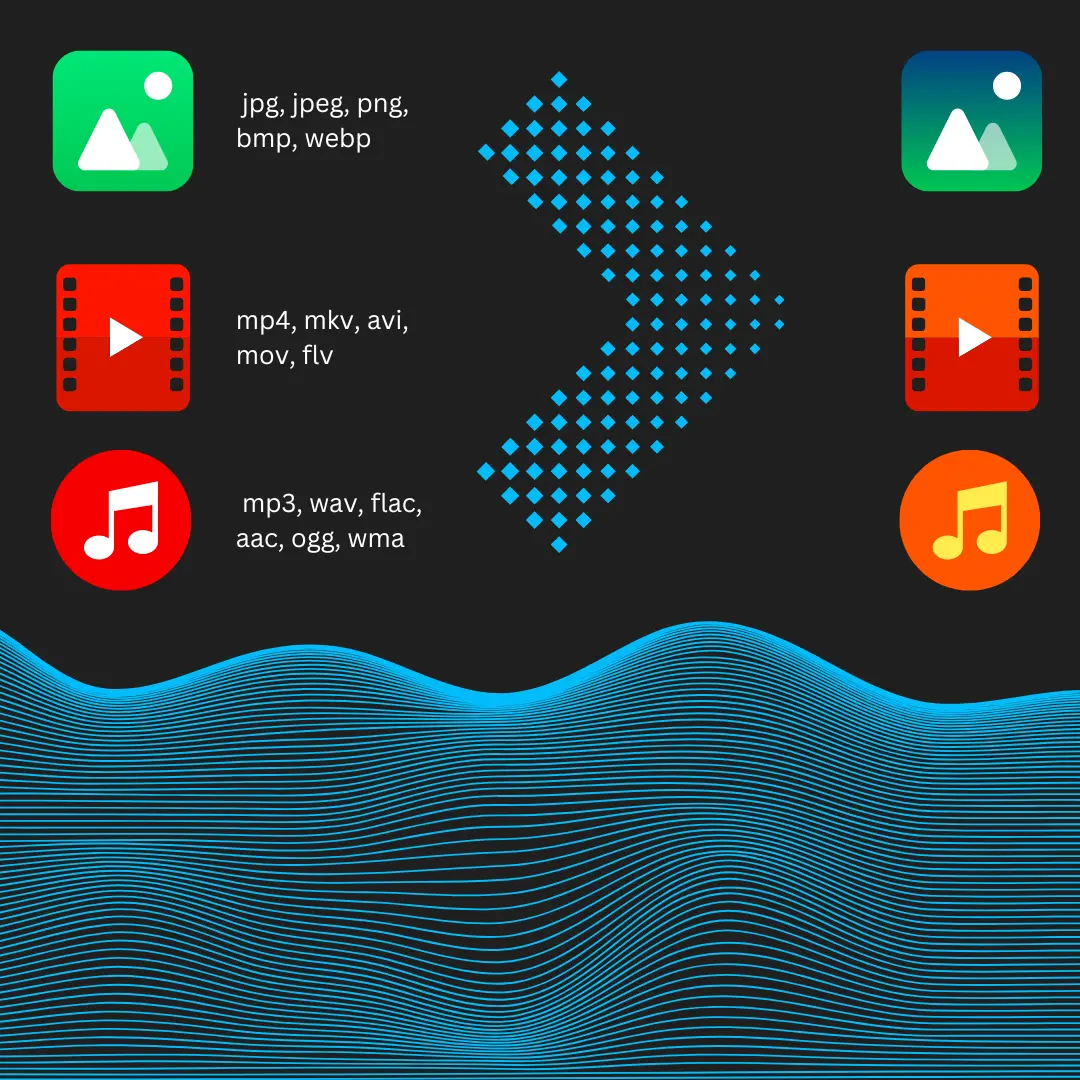 jpg, jpeg, png,
bmp, webp
mp4, mkv, avi,
mov, flv
mp3, wav, flac,
aac, ogg, wma